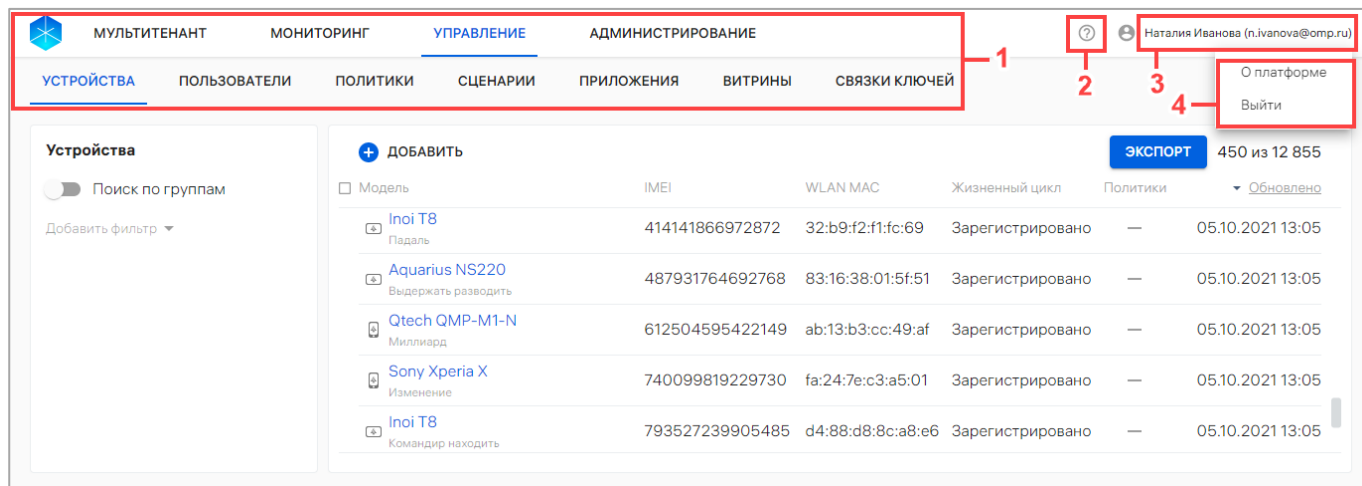 МУЛЬТИТЕНАНТ МОНИТОРИНГ УПРАВЛЕНИЕ АДМИНИСТРИРОВАНИЕ ? Наталия Иванова (n.ivanova@omp.ru)
УСТРОЙСТВА ПОЛЬЗОВАТЕЛИ ПОЛИТИКИ СЦЕНАРИИ ПРИЛОЖЕНИЯ ВИТРИНЫ СВЯЗКИ КЛЮЧЕЙ
1
2
3
4
О платформе
Выйти
Устройства
Поиск по группам
Добавить фильтр
ДОБАВИТЬ ЭКСПОРТ 450 из 12 855
Модель IMEI WLAN MAC Жизненный цикл Политики Обновлено
Inoi T8 414141866972872 32:b9:f2:f1:fc:69 Зарегистрировано — 05.10.2021 13:05
Падаль
Aquarius NS220 487931764692768 83:16:38:01:5f:51 Зарегистрировано — 05.10.2021 13:05
Выдержать разводить
Qtech QMP-M1-N 612504595422149 ab:13:b3:cc:49:af Зарегистрировано — 05.10.2021 13:05
Миллиард
Sony Xperia X 740099819229730 fa:24:7e:c3:a5:01 Зарегистрировано — 05.10.2021 13:05
Изменение
Inoi T8 793527239905485 d4:88:d8:8c:a8:e6 Зарегистрировано — 05.10.2021 13:05
Командир находить